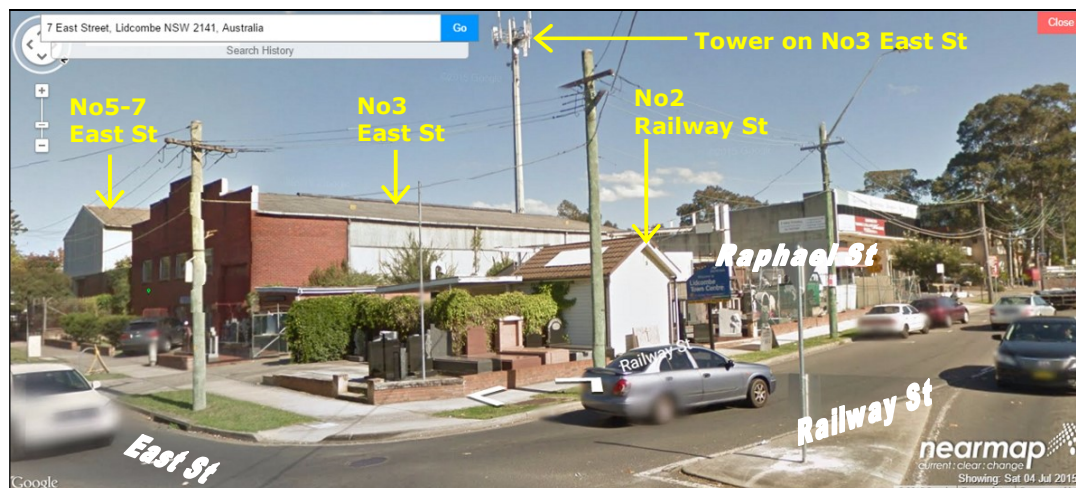 7 East Street, Lidcombe NSW 2141, Australia
Go
Close
Search History
Tower on No3 East St
No5-7
East St
No3
East St
No2
Railway St
Raphael St
Lidcombe
Town Centre
Railway St
Railway St
East St
nearmap
current : clear : change
Showing: Sat 04 Jul 2015
Google